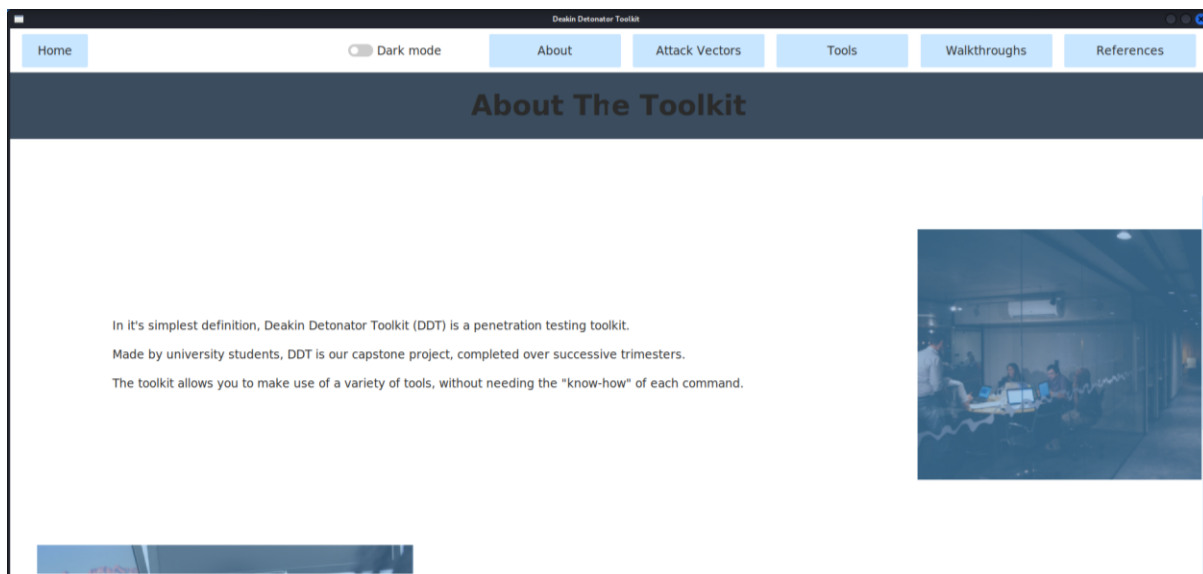 Deakin Detonator Toolkit
Home
Dark mode
About
Attack Vectors
Tools
Walkthroughs
References
About The Toolkit
In it's simplest definition, Deakin Detonator Toolkit (DDT) is a penetration testing toolkit.
Made by university students, DDT is our capstone project, completed over successive trimesters.
The toolkit allows you to make use of a variety of tools, without needing the "know-how" of each command.